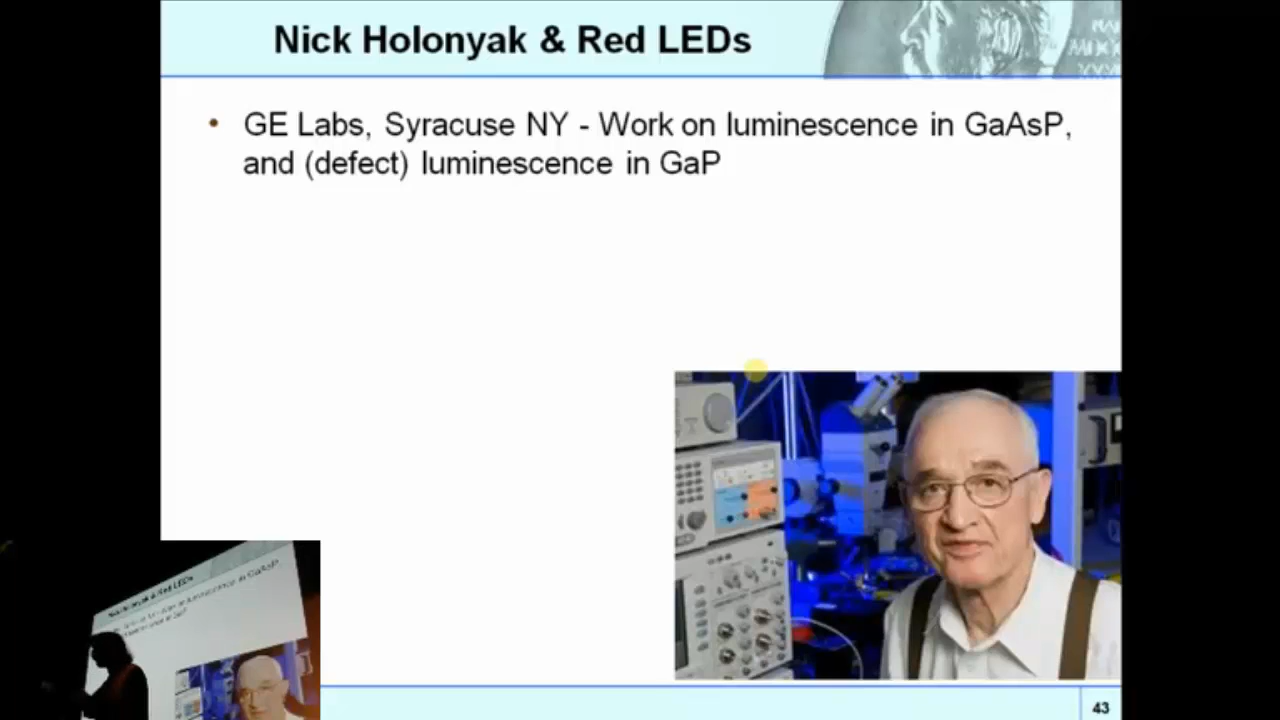 Nick Holonyak & Red LEDs
• GE Labs, Syracuse NY - Work on luminescence in GaAsP,
and (defect) luminescence in GaP
43